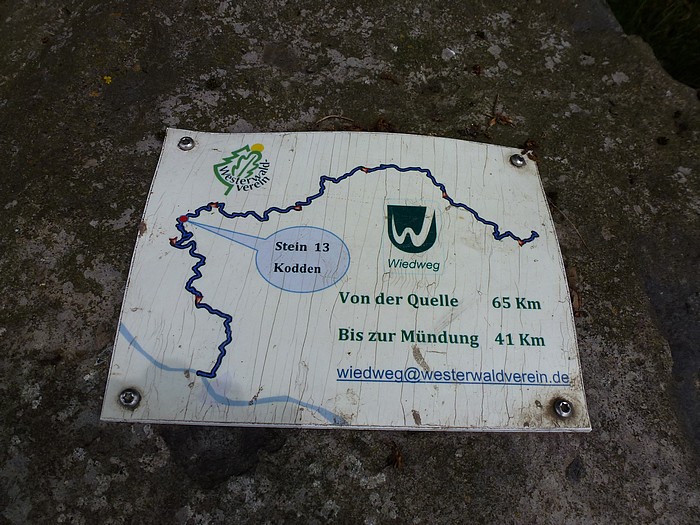 Westerwald-
verein
Stein 13
Kodden
W
Wiedweg
Von der Quelle 65 Km
Bis zur Mündung 41 Km
wiedweg@westerwaldverein.de